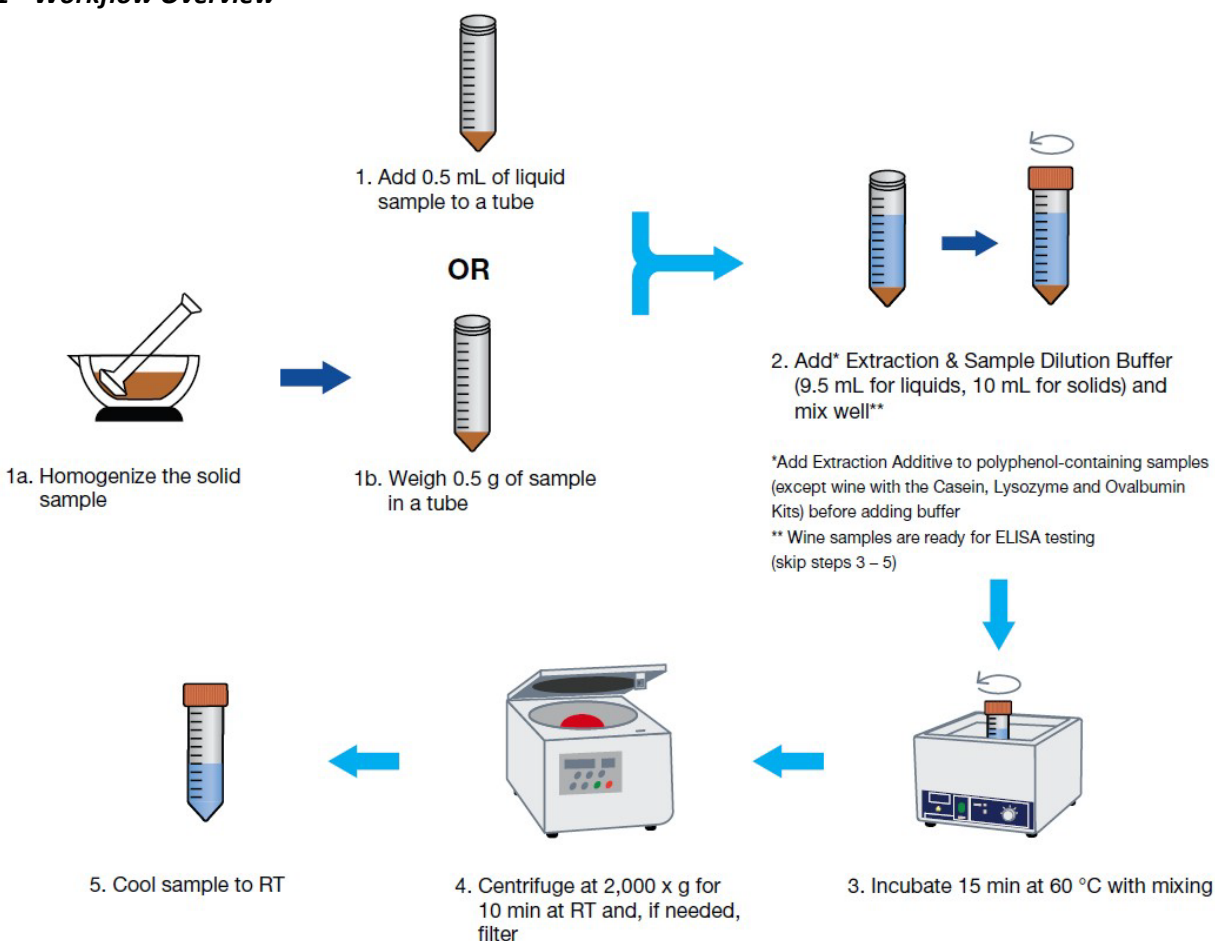 Workflow Overview
1. Add 0.5 mL of liquid
sample to a tube
OR
1a. Homogenize the solid
sample
1b. Weigh 0.5 g of sample
in a tube
2. Add* Extraction & Sample Dilution Buffer
(9.5 mL for liquids, 10 mL for solids) and
mix well**
*Add Extraction Additive to polyphenol-containing samples
(except wine with the Casein, Lysozyme and Ovalbumin
Kits) before adding buffer
** Wine samples are ready for ELISA testing
(skip steps 3 – 5)
3. Incubate 15 min at 60 °C with mixing
4. Centrifuge at 2,000 x g for
10 min at RT and, if needed,
filter
5. Cool sample to RT